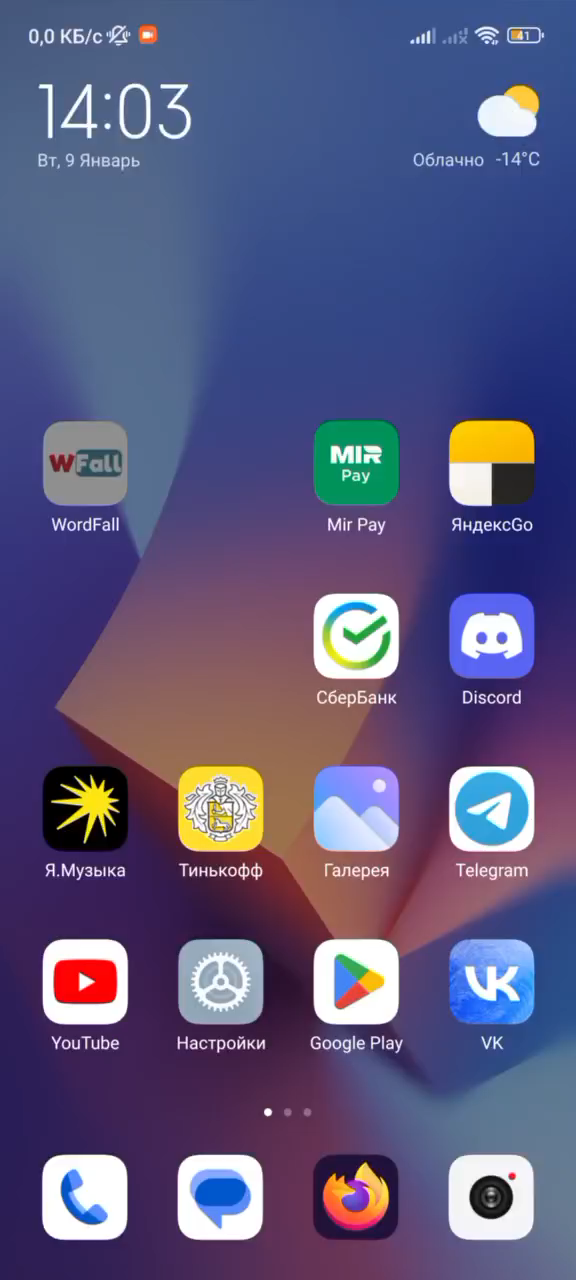 0,0 КБ/с 41
14:03
Вт, 9 Январь
Облачно -14°C
WFall
MIR
Pay
WordFall
Mir Pay
ЯндексGo
СберБанк
Discord
Я.Музыка
Тинькофф
Галерея
Telegram
VK
YouTube
Настройки
Google Play
VK